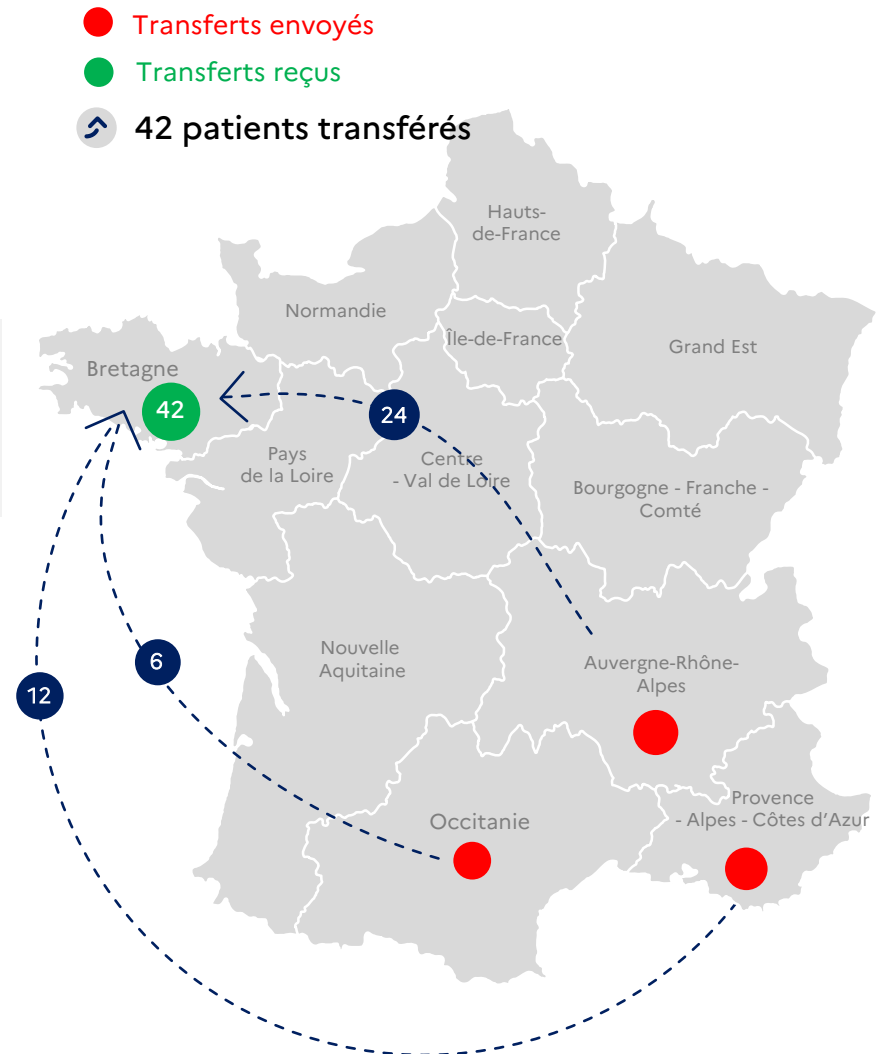 Transferts envoyés
Transferts reçus
42 patients transférés
Hauts-
de-France
Normandie
Île-de-France
Grand Est
Bretagne
42
24
Pays
de la Loire
Centre
- Val de Loire
Bourgogne - Franche -
Comté
Nouvelle
Aquitaine
6
12
Auvergne-Rhône-
Alpes
Provence
- Alpes - Côtes d'Azur
Occitanie